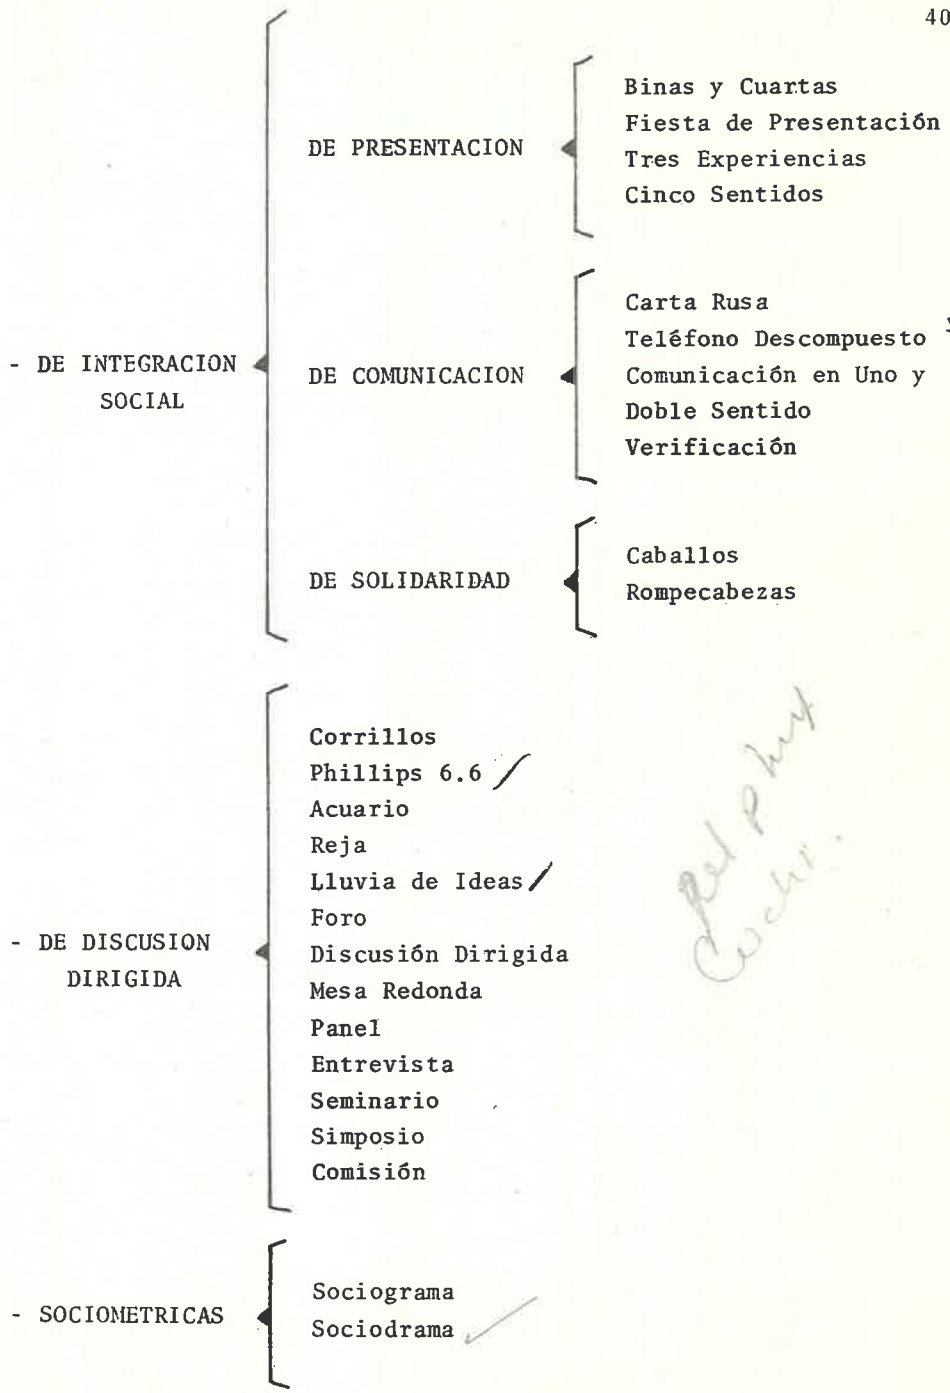 40
- DE INTEGRACION
SOCIAL
DE PRESENTACION
Binas y Cuartas
Fiesta de Presentación
Tres Experiencias
Cinco Sentidos
DE COMUNICACION
Carta Rusa
Teléfono Descompuesto
Comunicación en Uno y
Doble Sentido
Verificación
DE SOLIDARIDAD
Caballos
Rompecabezas
- DE DISCUSION
DIRIGIDA
Corrillos
Phillips 6.6
Acuario
Reja
Lluvia de Ideas
Foro
Discusión Dirigida
Mesa Redonda
Panel
Entrevista
Seminario
Simposio
Comisión
- SOCIOMETRICAS
Sociograma
Sociodrama